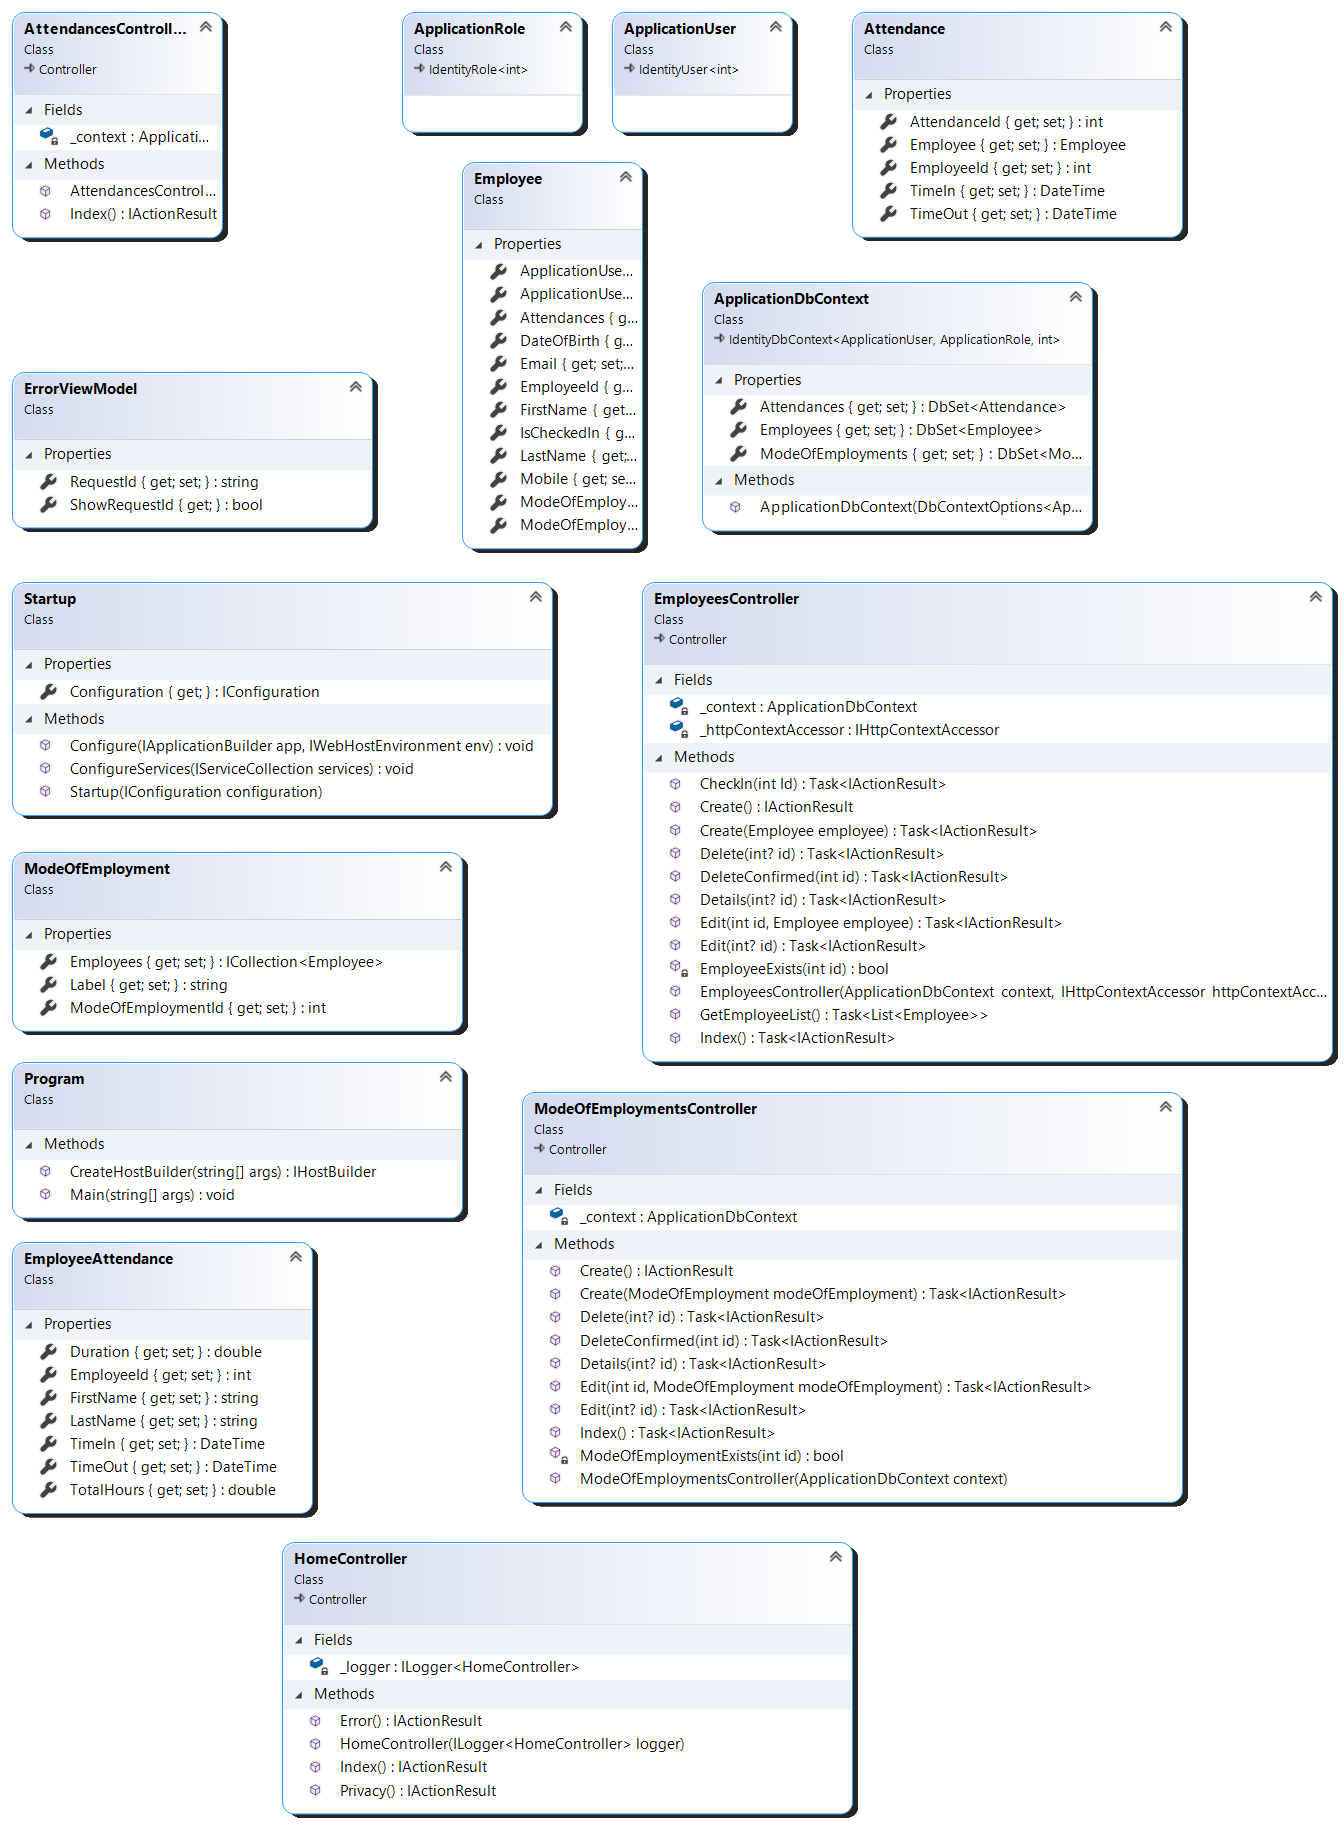 AttendancesControll...
Class
Controller
Fields
_context : Applicati...
Methods
AttendancesControl...
Index() : IActionResult
ApplicationRole
Class
IdentityRole<int>
ApplicationUser
Class
IdentityUser<int>
Attendance
Class
Properties
AttendanceId { get; set; } : int
Employee { get; set; } : Employee
EmployeeId { get; set; } : int
TimeIn { get; set; } : DateTime
TimeOut { get; set; } : DateTime
Employee
Class
Properties
ApplicationUse...
ApplicationUse...
Attendances { g...
DateOfBirth { g...
Email { get; set;...
EmployeeId { g...
FirstName { get...
IsCheckedIn { g...
LastName { get;...
Mobile { get; se...
ModeOfEmploy...
ModeOfEmploy...
ApplicationDbContext
Class
IdentityDbContext<ApplicationUser, ApplicationRole, int>
Properties
Attendances { get; set; } : DbSet<Attendance>
Employees { get; set; } : DbSet<Employee>
ModeOfEmployments { get; set; } : DbSet<Mo...
Methods
ApplicationDbContext(DbContextOptions<Ap...
ErrorViewModel
Class
Properties
RequestId { get; set; } : string
ShowRequestId { get; } : bool
Startup
Class
Properties
Configuration { get; } : IConfiguration
Methods
Configure(IApplicationBuilder app, IWebHostEnvironment env) : void
ConfigureServices(IServiceCollection services) : void
Startup(IConfiguration configuration)
EmployeesController
Class
Controller
Fields
_context : ApplicationDbContext
_httpContextAccessor : IHttpContextAccessor
Methods
CheckIn(int Id) : Task<IActionResult>
Create() : IActionResult
Create(Employee employee) : Task<IActionResult>
Delete(int? id) : Task<IActionResult>
DeleteConfirmed(int id) : Task<IActionResult>
Details(int? id) : Task<IActionResult>
Edit(int id, Employee employee) : Task<IActionResult>
Edit(int? id) : Task<IActionResult>
EmployeeExists(int id) : bool
EmployeesController(ApplicationDbContext context, IHttpContextAccessor httpContextAcc...
GetEmployeeList() : Task<List<Employee>>
Index() : Task<IActionResult>
ModeOfEmployment
Class
Properties
Employees { get; set; } : ICollection<Employee>
Label { get; set; } : string
ModeOfEmploymentId { get; set; } : int
Program
Class
Methods
CreateHostBuilder(string[] args) : IHostBuilder
Main(string[] args) : void
ModeOfEmploymentsController
Class
Controller
Fields
_context : ApplicationDbContext
Methods
Create() : IActionResult
Create(ModeOfEmployment modeOfEmployment) : Task<IActionResult>
Delete(int? id) : Task<IActionResult>
DeleteConfirmed(int id) : Task<IActionResult>
Details(int? id) : Task<IActionResult>
Edit(int id, ModeOfEmployment modeOfEmployment) : Task<IActionResult>
Edit(int? id) : Task<IActionResult>
Index() : Task<IActionResult>
ModeOfEmploymentExists(int id) : bool
ModeOfEmploymentsController(ApplicationDbContext context)
EmployeeAttendance
Class
Properties
Duration { get; set; } : double
EmployeeId { get; set; } : int
FirstName { get; set; } : string
LastName { get; set; } : string
TimeIn { get; set; } : DateTime
TimeOut { get; set; } : DateTime
TotalHours { get; set; } : double
HomeController
Class
Controller
Fields
_logger : ILogger<HomeController>
Methods
Error() : IActionResult
HomeController(ILogger<HomeController> logger)
Index() : IActionResult
Privacy() : IActionResult